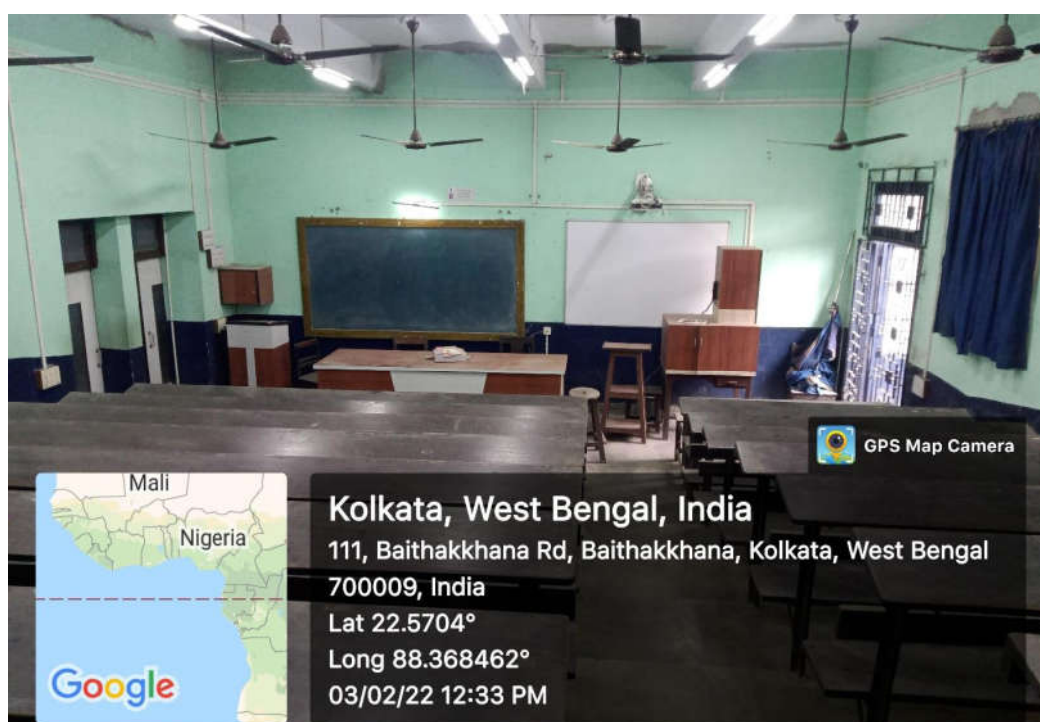 GPS Map Camera
Mali
Nigeria
Google
Kolkata, West Bengal, India
111, Baithakkhana Rd, Baithakkhana, Kolkata, West Bengal
700009, India
Lat 22.5704°
Long 88.368462°
03/02/22 12:33 PM